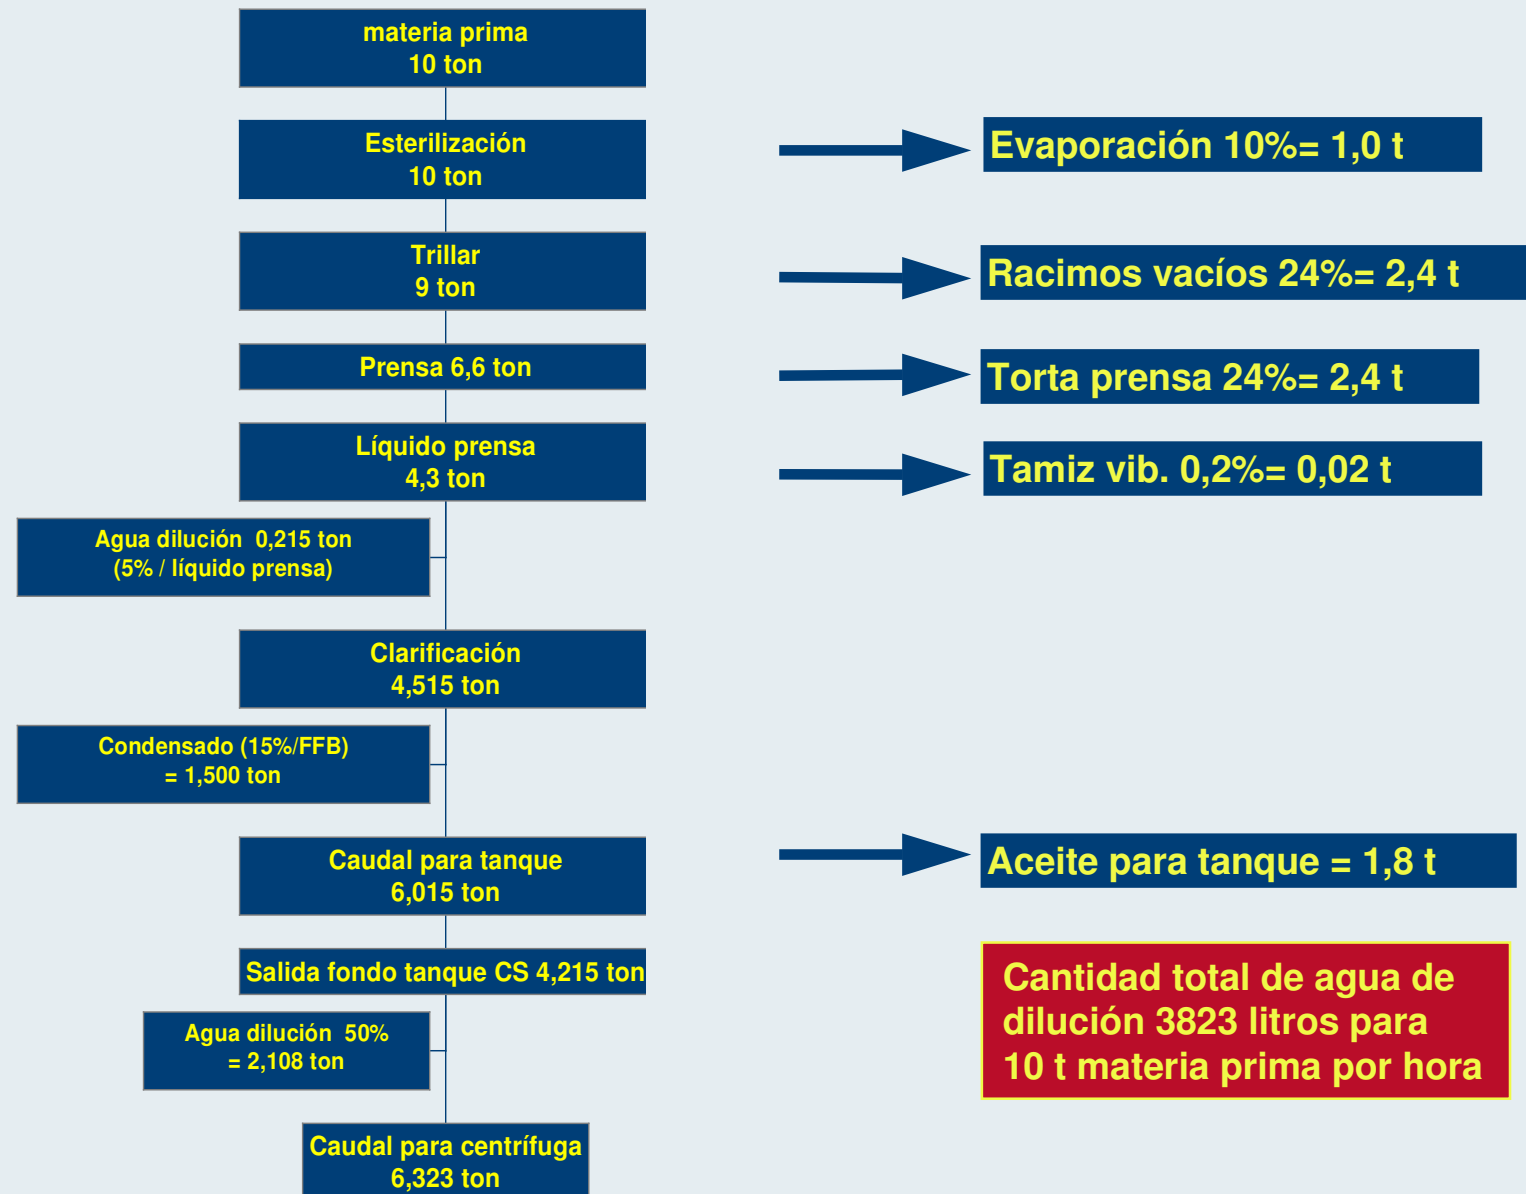 materia prima
10 ton
Esterilización
10 ton
Evaporación 10%= 1,0 t
Trillar
9 ton
Racimos vacíos 24%= 2,4 t
Prensa 6,6 ton
Torta prensa 24%= 2,4 t
Líquido prensa
4,3 ton
Tamiz vib. 0,2%= 0,02 t
Agua dilución  0,215 ton
(5% / líquido prensa)
Clarificación
4,515 ton
Condensado (15%/FFB)
= 1,500 ton
Caudal para tanque
6,015 ton
Aceite para tanque = 1,8 t
Salida fondo tanque CS 4,215 ton
Cantidad total de agua de
dilución 3823 litros para
10 t materia prima por hora
Agua dilución  50%
= 2,108 ton
Caudal para centrífuga
6,323 ton